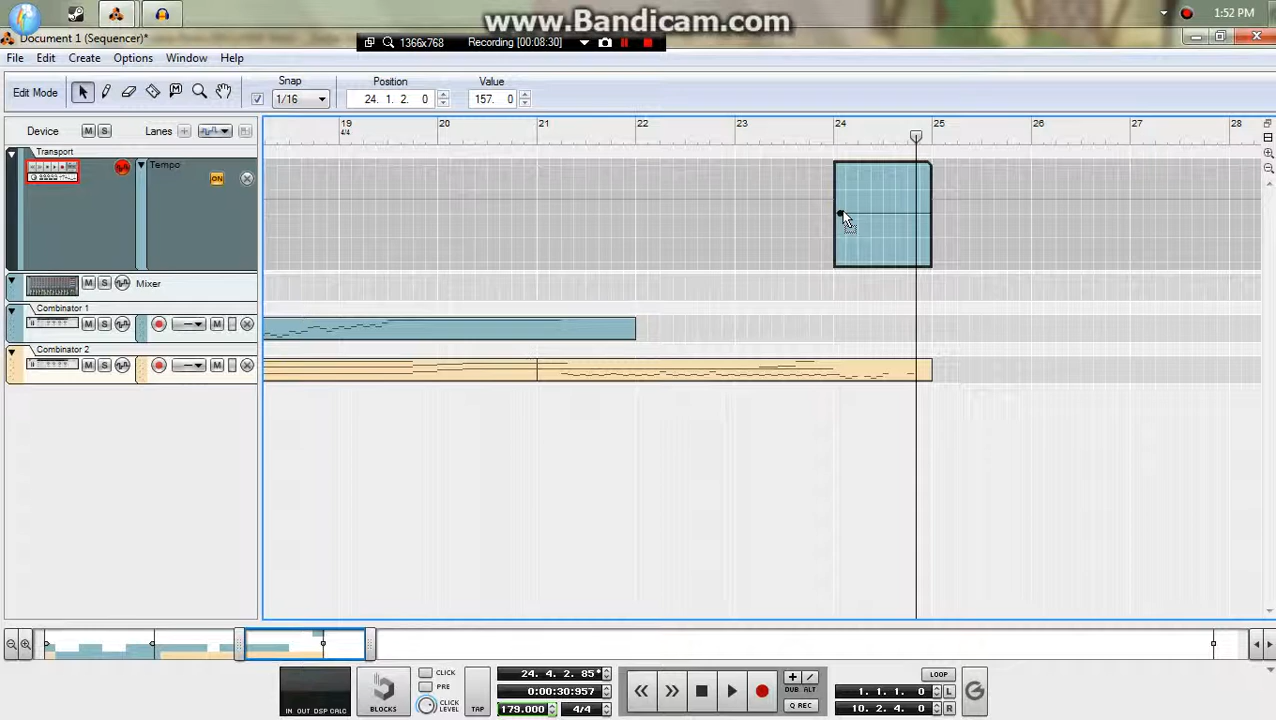 www.Bandicam.com
1:52 PM
Document 1 (Sequencer)*
1366x768
Recording [00:08:30]
File Edit Create Options Window Help
Edit Mode
Snap
1/16
Position
24. 1. 2. 0
Value
157. 0
Device
M S
Lanes
19 20 21 22 23 24 25 26 27 28
4/4
Transport
Tempo
ON
M S
Mixer
Combinator 1
M S
M
Combinator 2
M S
M
IN OUT DSP CALC
BLOCKS
CLICK
PRE
CLICK
LEVEL
TAP
24. 4. 2. 85*
0:00:30:957
179.000
4/4
DUB ALT
Q REC
LOOP
1. 1. 1. 0
L
10. 2. 4. 0
R